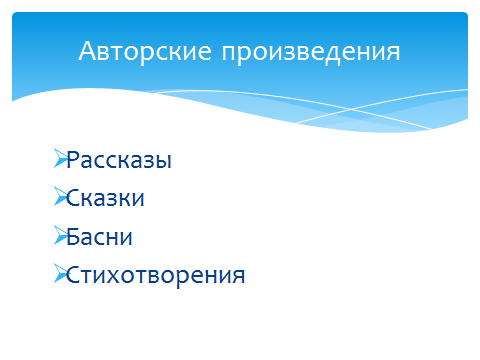 Авторские произведения
Рассказы
Сказки
Басни
Стихотворения